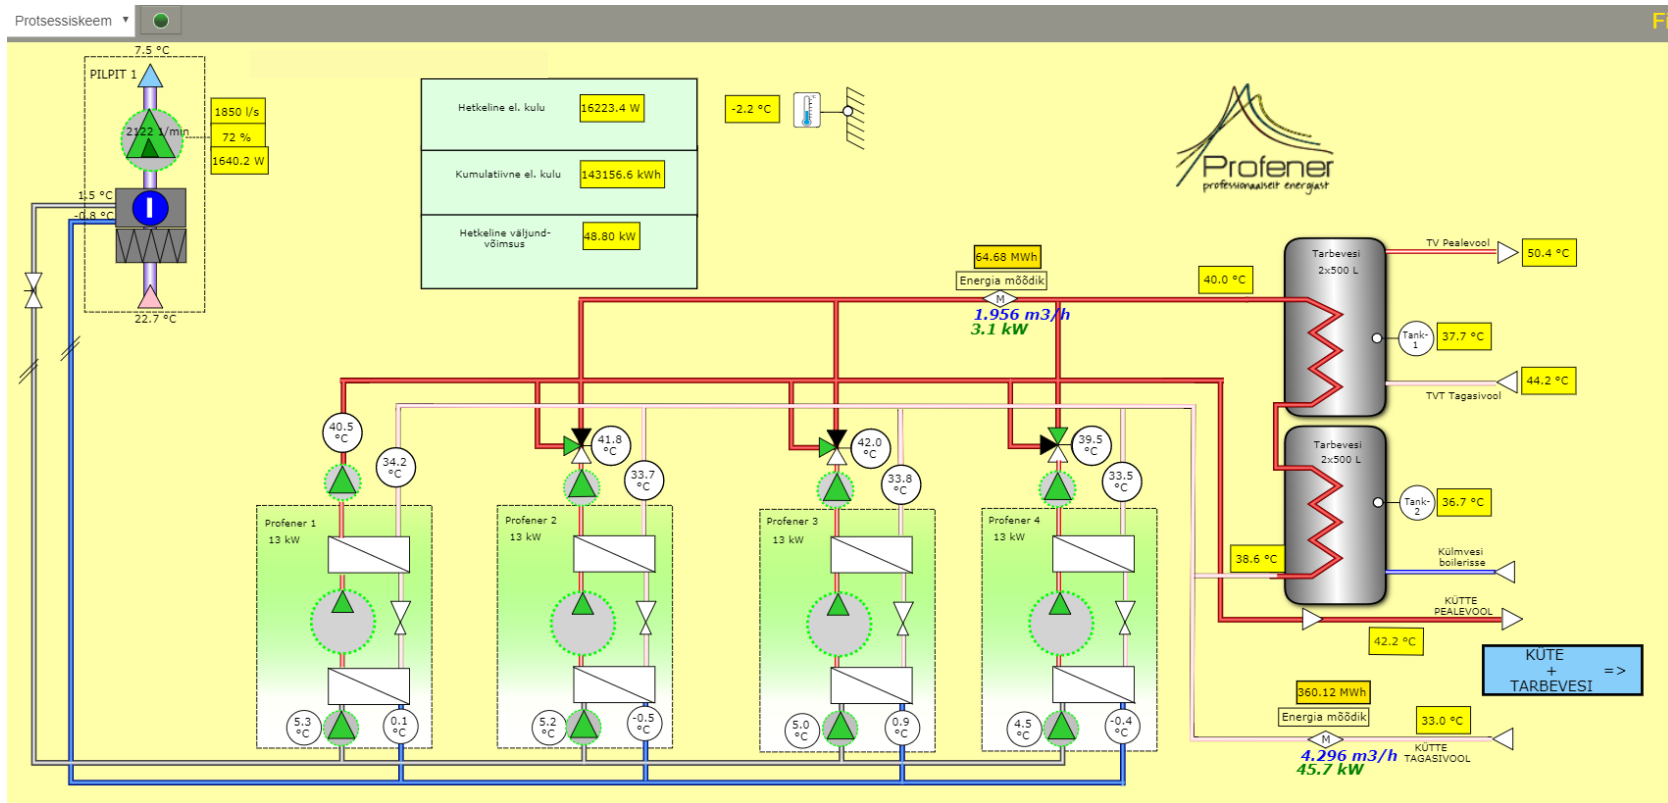 Protsessiskeem
Fi
7.5 °C
PILPIT 1
2122 1/min
1850 l/s
72 %
1640.2 W
1.5 °C
-0.8 °C
22.7 °C
Hetkeline el. kulu
16223.4 W
Kumulatiivne el. kulu
143156.6 kWh
Hetkeline väljund-
võimsus
48.80 kW
-2.2 °C
°C
Profener
professionaalselt energiast
64.68 MWh
Energia mõõdik
M
1.956 m3/h
3.1 kW
40.0 °C
Tarbevesi
2x500 L
TV Pealevool
50.4 °C
Tank-
1
37.7 °C
44.2 °C
TVT Tagasivool
Tarbevesi
2x500 L
Tank-
2
36.7 °C
38.6 °C
Külmvesi
boilerisse
KÜTTE
PEALEVOOL
42.2 °C
KÜTE
+
TARBEVESI
=>
360.12 MWh
Energia mõõdik
33.0 °C
M
4.296 m3/h
45.7 kW
KÜTTE
TAGASIVOOL
40.5
°C
34.2
°C
41.8
°C
33.7
°C
42.0
°C
33.8
°C
39.5
°C
33.5
°C
Profener 1
13 kW
Profener 2
13 kW
Profener 3
13 kW
Profener 4
13 kW
5.3
°C
0.1
°C
5.2
°C
-0.5
°C
5.0
°C
0.9
°C
4.5
°C
-0.4
°C